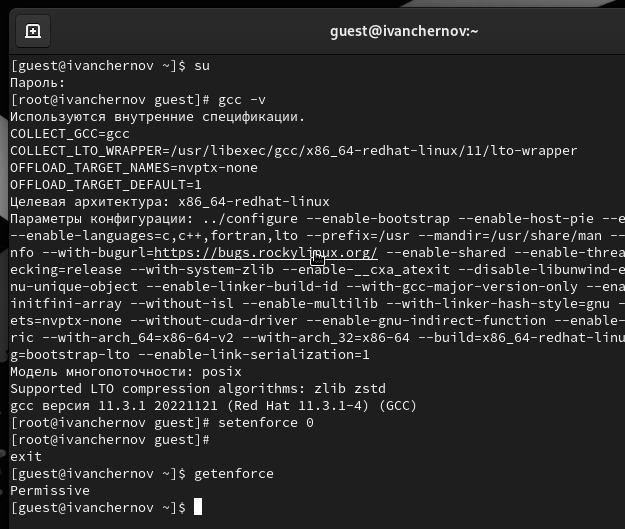 guest@ivanchernov:~
[guest@ivanchernov ~]$ su
Пароль:
[root@ivanchernov guest]# gcc -v
Используются внутренние спецификации.
COLLECT_GCC=gcc
COLLECT_LTO_WRAPPER=/usr/libexec/gcc/x86_64-redhat-linux/11/lto-wrapper
OFFLOAD_TARGET_NAMES=nvptx-none
OFFLOAD_TARGET_DEFAULT=1
Целевая архитектура: x86_64-redhat-linux
Параметры конфигурации: ../configure --enable-bootstrap --enable-host-pie --e
--enable-languages=c,c++,fortran,lto --prefix=/usr --mandir=/usr/share/man --
nfo --with-bugurl=https://bugs.rockylinux.org/ --enable-shared --enable-threa
ecking=release --with-system-zlib --enable-__cxa_atexit --disable-libunwind-e
nu-unique-object --enable-linker-build-id --with-gcc-major-version-only --ena
initfini-array --without-isl --enable-multilib --with-linker-hash-style=gnu -
ets=nvptx-none --without-cuda-driver --enable-gnu-indirect-function --enable-
ric --with-arch_64=x86-64-v2 --with-arch_32=x86-64 --build=x86_64-redhat-linu
g=bootstrap-lto --enable-link-serialization=1
Модель многопоточности: posix
Supported LTO compression algorithms: zlib zstd
gcc версия 11.3.1 20221121 (Red Hat 11.3.1-4) (GCC)
[root@ivanchernov guest]# setenforce 0
[root@ivanchernov guest]#
exit
[guest@ivanchernov ~]$ getenforce
Permissive
[guest@ivanchernov ~]$